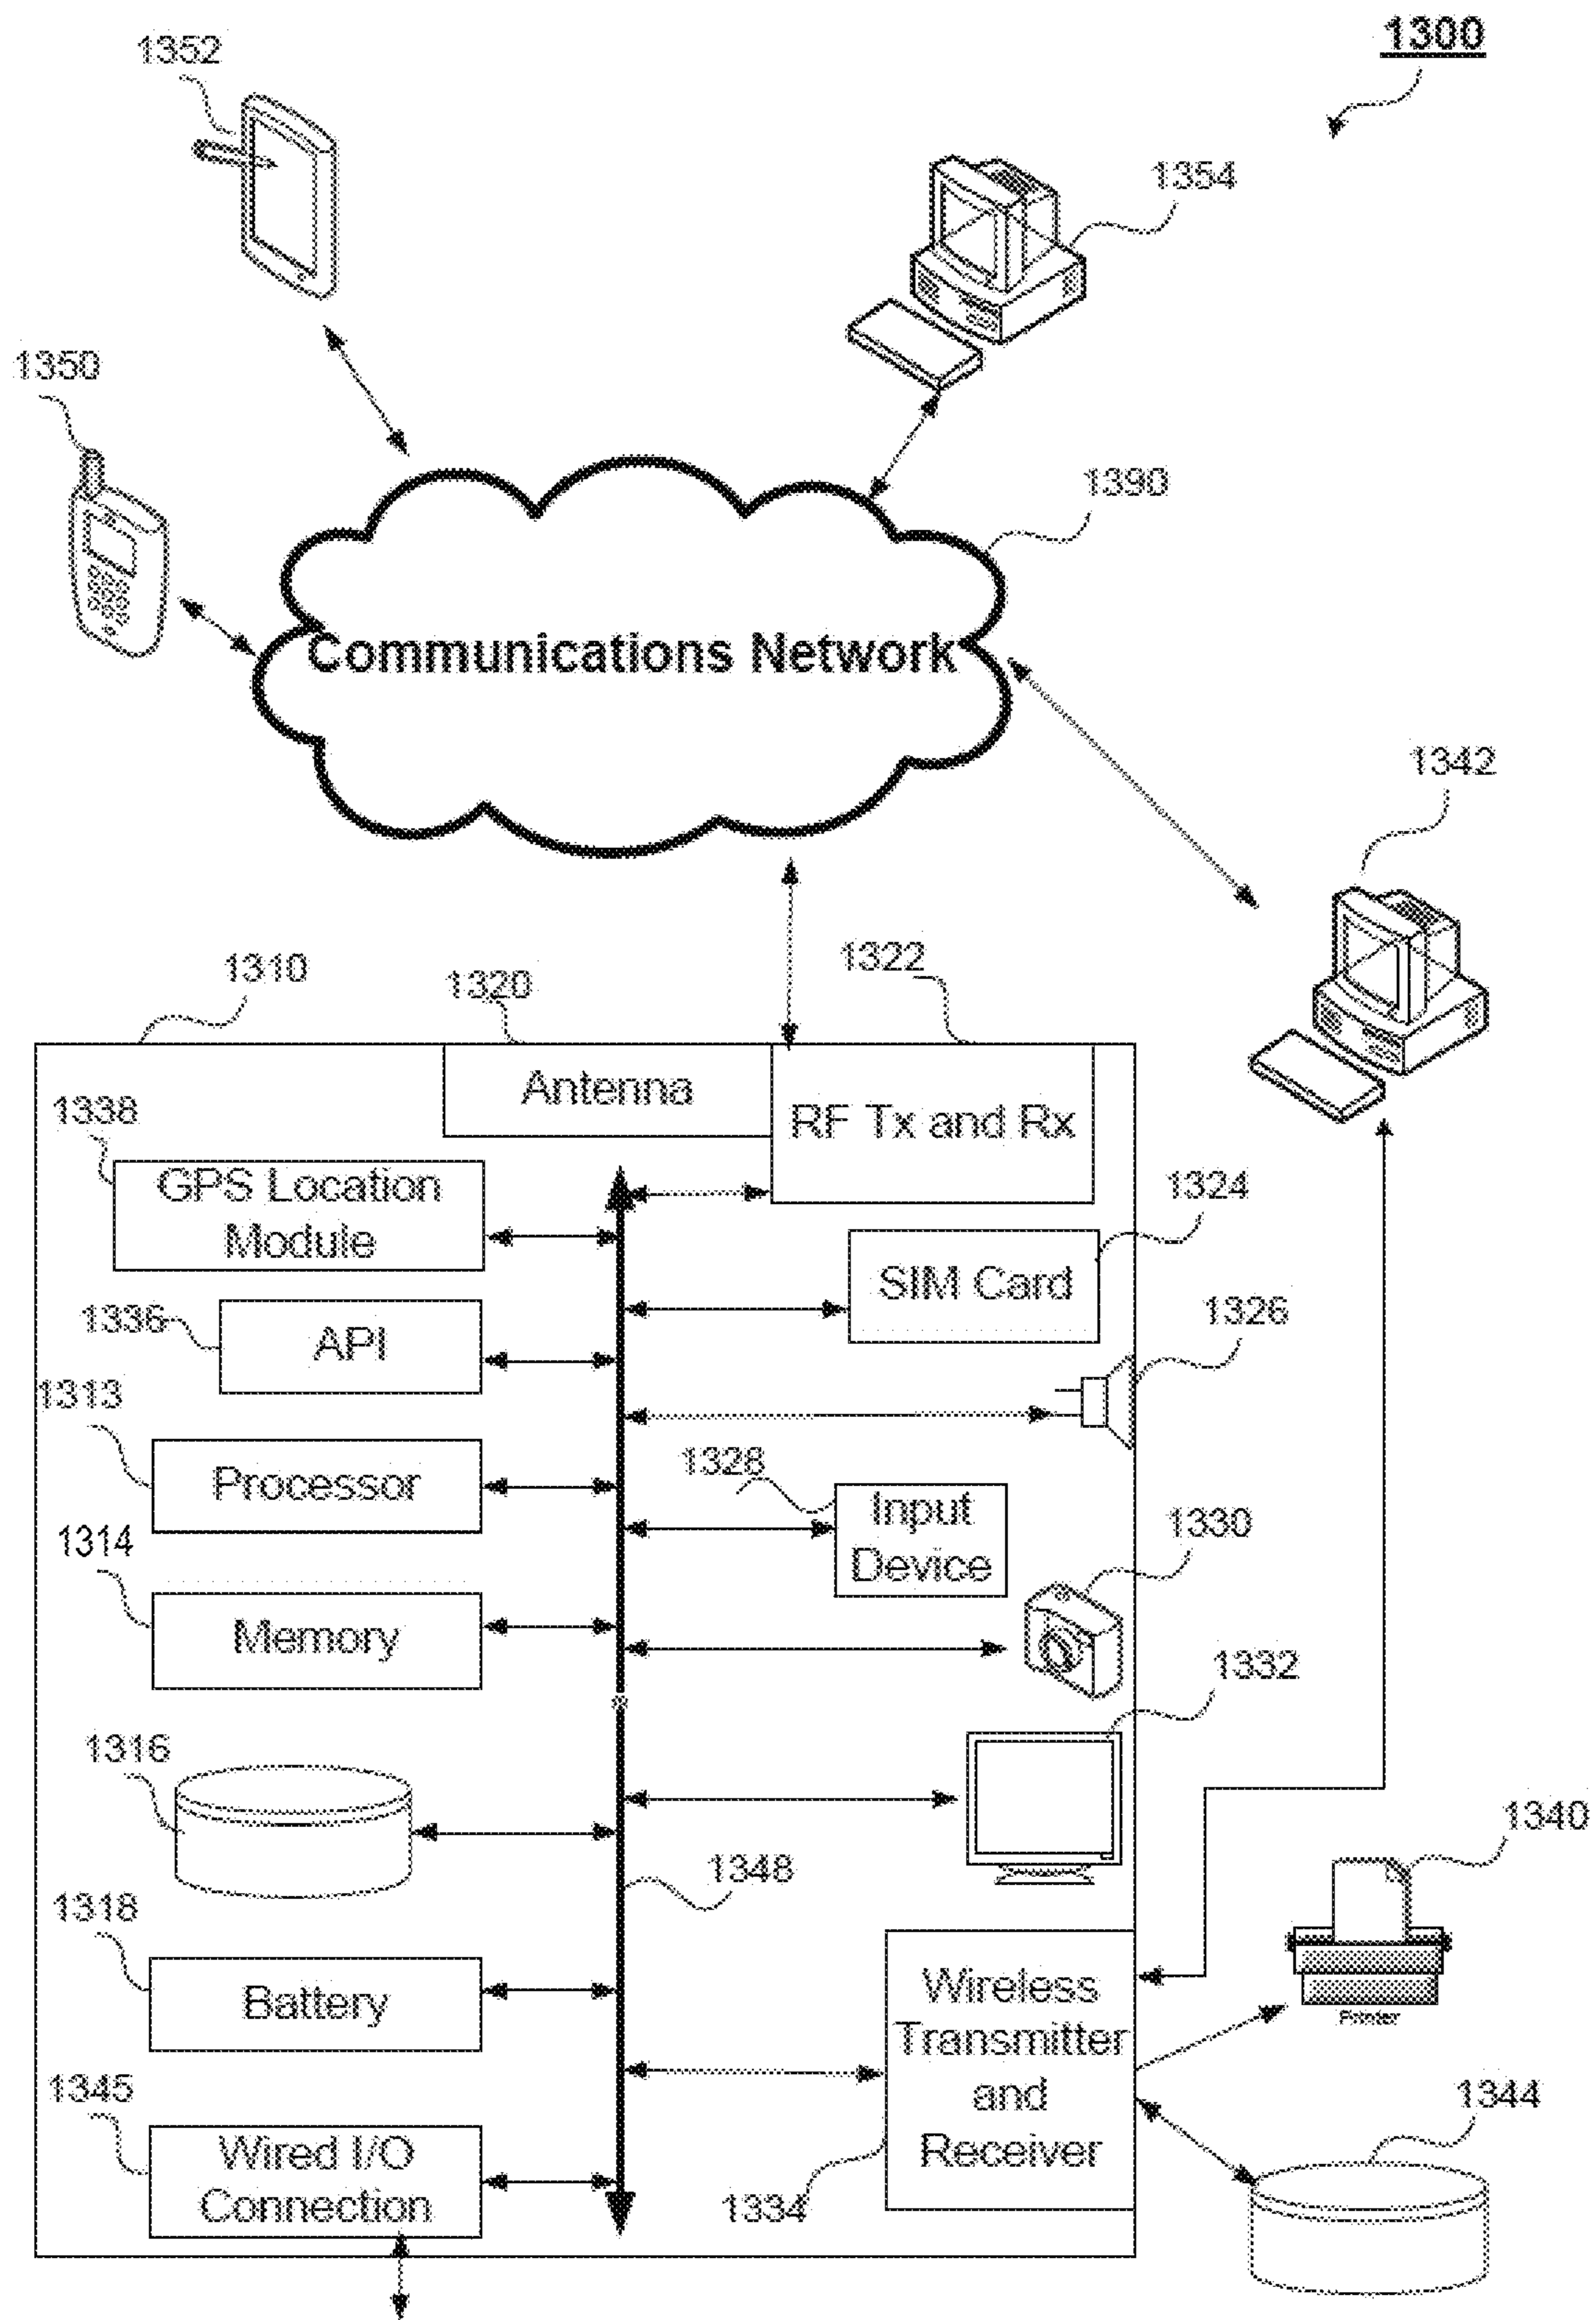 1300
1352
1354
1350
1390
Communications Network
1342
1310
1320
1322
Antenna
RF Tx and Rx
1338
GPS Location
Module
1324
SIM Card
1336
API
1326
1313
Processor
1328
Input
Device
1330
1314
Memory
1332
1316
1348
1340
Printer
1318
Battery
Wireless
Transmitter
and
Receiver
1345
Wired I/O
Connection
1334
1344